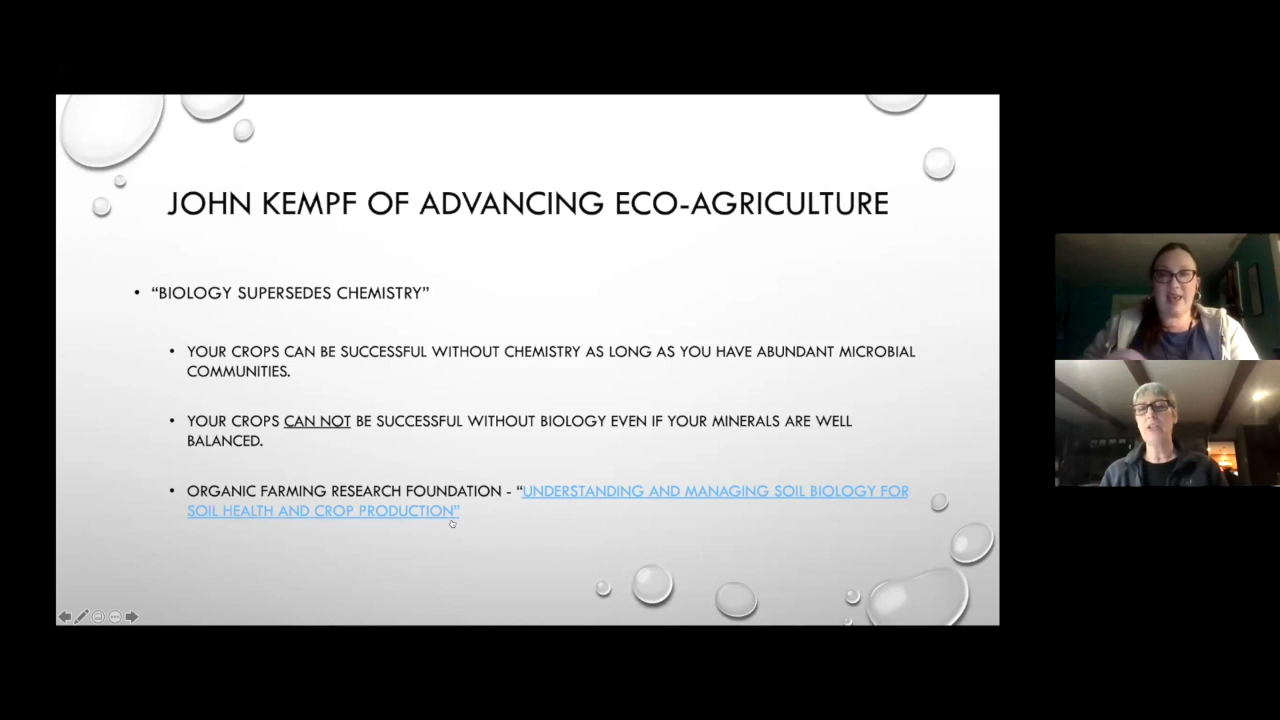 JOHN KEMPF OF ADVANCING ECO-AGRICULTURE
• “BIOLOGY SUPERSEDES CHEMISTRY”
• YOUR CROPS CAN BE SUCCESSFUL WITHOUT CHEMISTRY AS LONG AS YOU HAVE ABUNDANT MICROBIAL
COMMUNITIES.
• YOUR CROPS CAN NOT BE SUCCESSFUL WITHOUT BIOLOGY EVEN IF YOUR MINERALS ARE WELL
BALANCED.
• ORGANIC FARMING RESEARCH FOUNDATION - “UNDERSTANDING AND MANAGING SOIL BIOLOGY FOR
SOIL HEALTH AND CROP PRODUCTION”